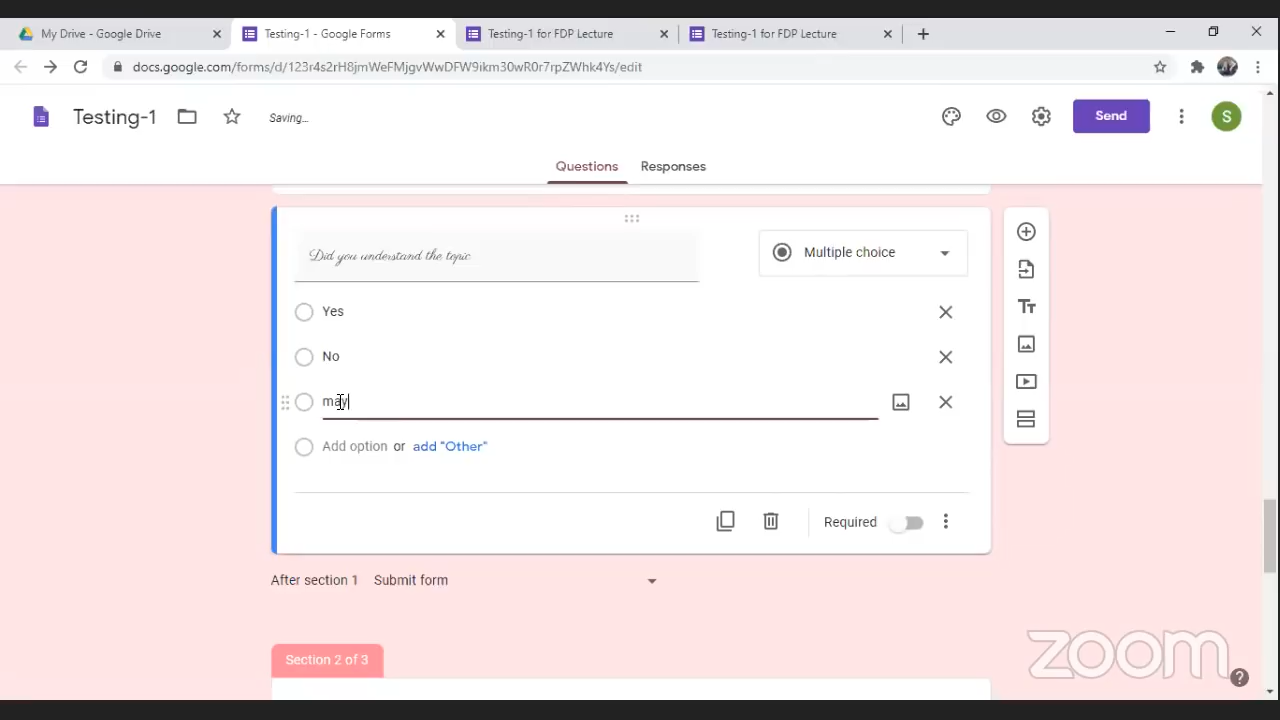 My Drive - Google Drive
Testing-1 - Google Forms
Testing-1 for FDP Lecture
Testing-1 for FDP Lecture
docs.google.com/forms/d/123r4s2rH8jmWeFMjgvWwDFW9ikm30wR0r7rpZWhk4Ys/edit
Testing-1
Saving...
Send
S
Questions
Responses
Did you understand the topic
Multiple choice
Yes
No
may
Add option or add "Other"
Required
After section 1 Submit form
Section 2 of 3
zoom